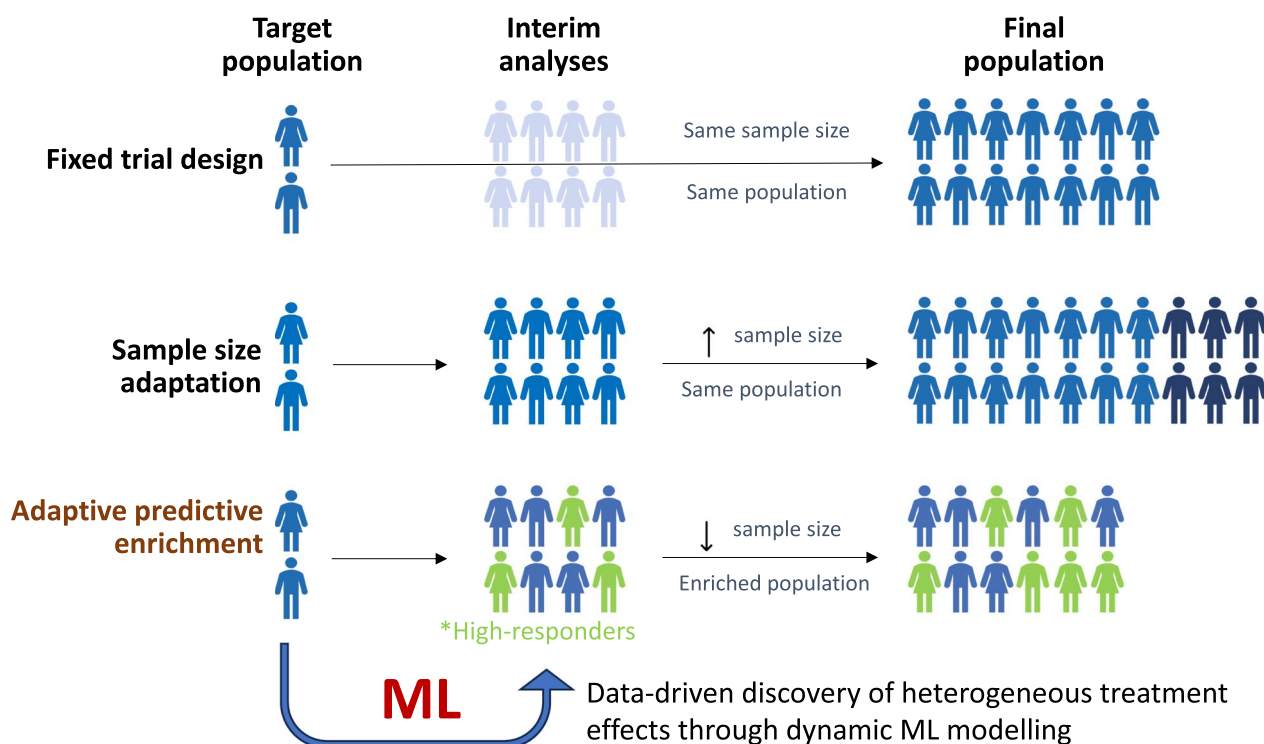 Target
population
Interim
analyses
Final
population
Fixed trial design
Same sample size
Same population
Sample size
adaptation
↑ sample size
Same population
Adaptive predictive
enrichment
↓ sample size
Enriched population
*High-responders
ML
Data-driven discovery of heterogeneous treatment
effects through dynamic ML modelling